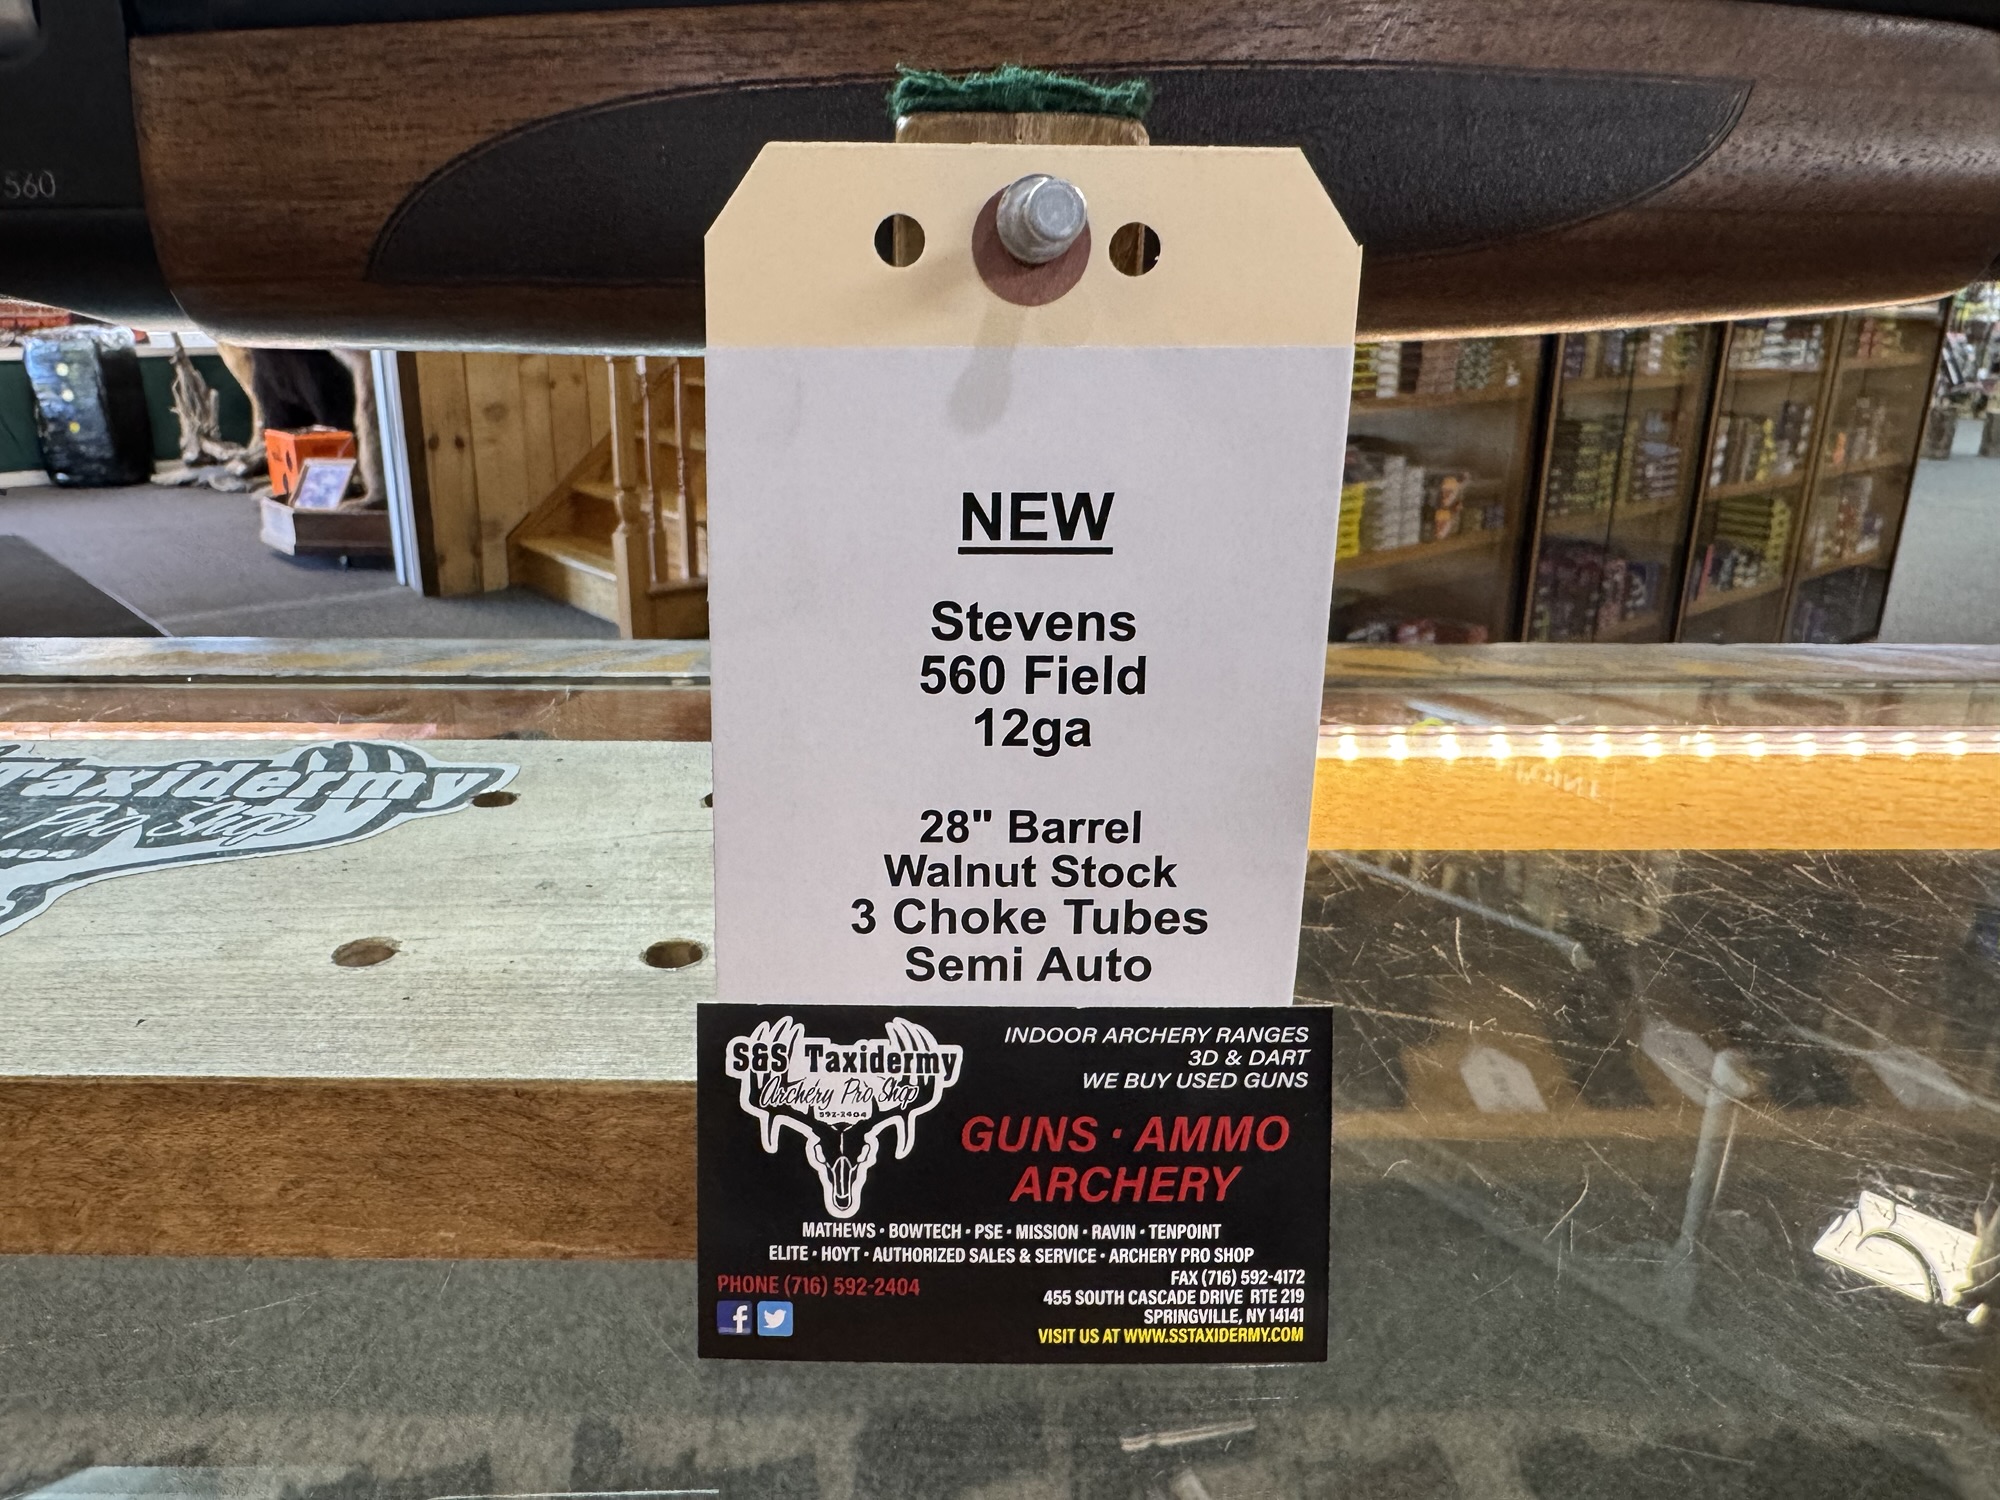 560
NEW
Stevens
560 Field
12ga
28" Barrel
Walnut Stock
3 Choke Tubes
Semi Auto
Taxidermy
Pro Shop
S&S Taxidermy
Archery Pro Shop
592-2404
INDOOR ARCHERY RANGES
3D & DART
WE BUY USED GUNS
GUNS · AMMO
ARCHERY
MATHEWS · BOWTECH · PSE · MISSION · RAVIN · TENPOINT
ELITE · HOYT · AUTHORIZED SALES & SERVICE · ARCHERY PRO SHOP
PHONE (716) 592-2404
FAX (716) 592-4172
455 SOUTH CASCADE DRIVE RTE 219
SPRINGVILLE, NY 14141
VISIT US AT WWW.SSTAXIDERMY.COM